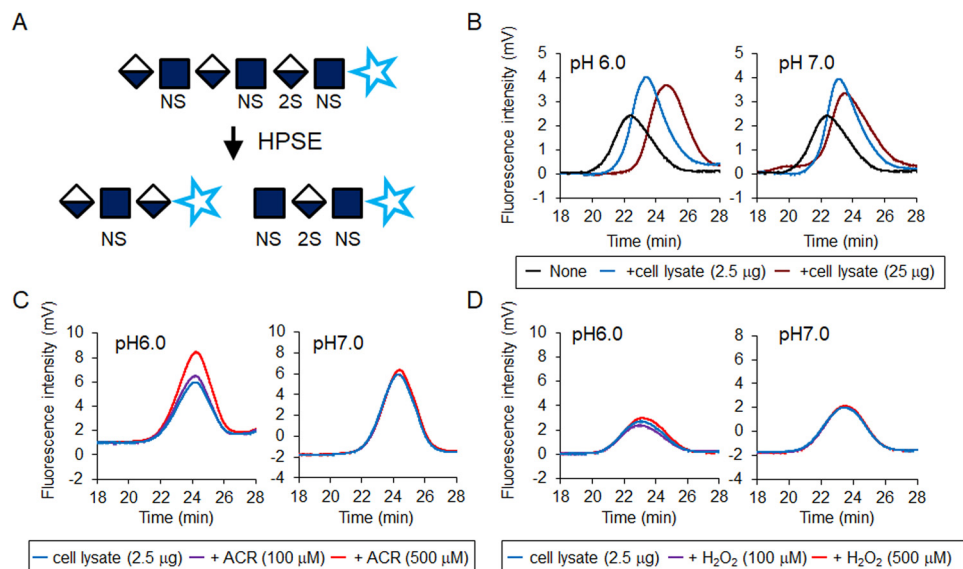 A
NS
NS
2S
NS
HPSE
NS
NS
2S
NS
B
Fluorescence intensity (mV)
5
4
3
2
1
0
-1
pH 6.0
18 20 22 24 26 28
Time (min)
5
4
3
2
1
0
-1
pH 7.0
18 20 22 24 26 28
Time (min)
None +cell lysate (2.5 μg) +cell lysate (25 μg)
C
Fluorescence intensity (mV)
10
8
6
4
2
0
-2
pH6.0
18 20 22 24 26 28
Time (min)
10
8
6
4
2
0
-2
-4
pH7.0
18 20 22 24 26 28
Time (min)
cell lysate (2.5 μg) + ACR (100 μM) + ACR (500 μM)
D
Fluorescence intensity (mV)
10
8
6
4
2
0
-2
pH6.0
18 20 22 24 26 28
Time (min)
8
6
4
2
0
-2
-4
pH7.0
18 20 22 24 26 28
Time (min)
cell lysate (2.5 μg) + H₂O₂ (100 μM) + H₂O₂ (500 μM)